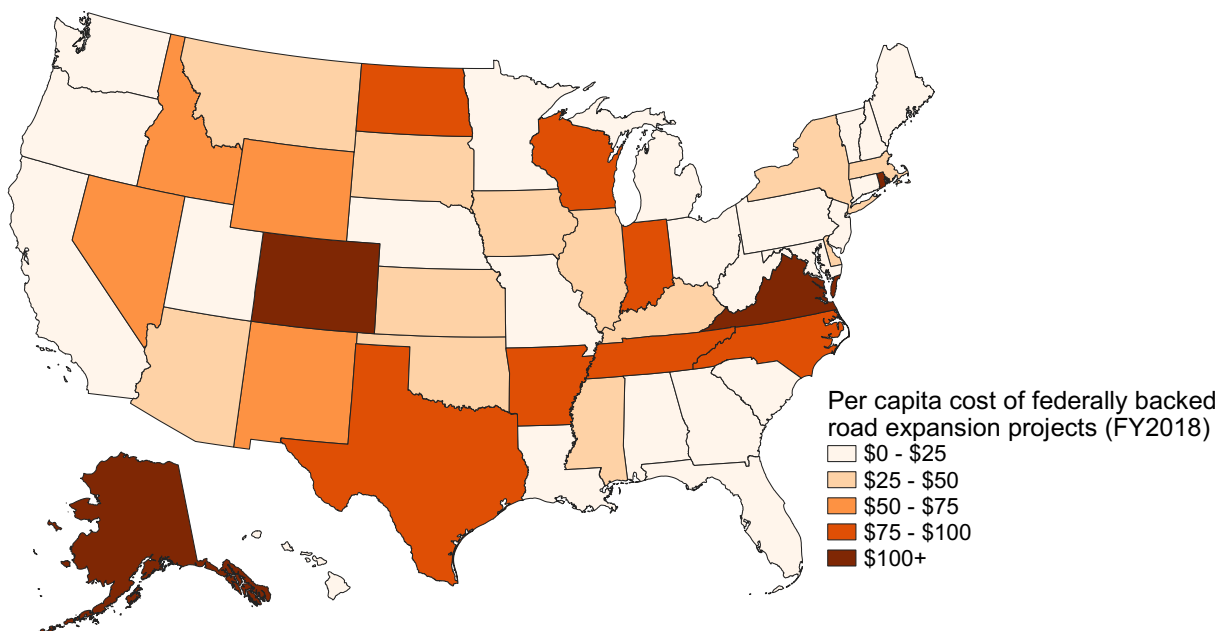 Per capita cost of federally backed
road expansion projects (FY2018)
$0 - $25
$25 - $50
$50 - $75
$75 - $100
$100+